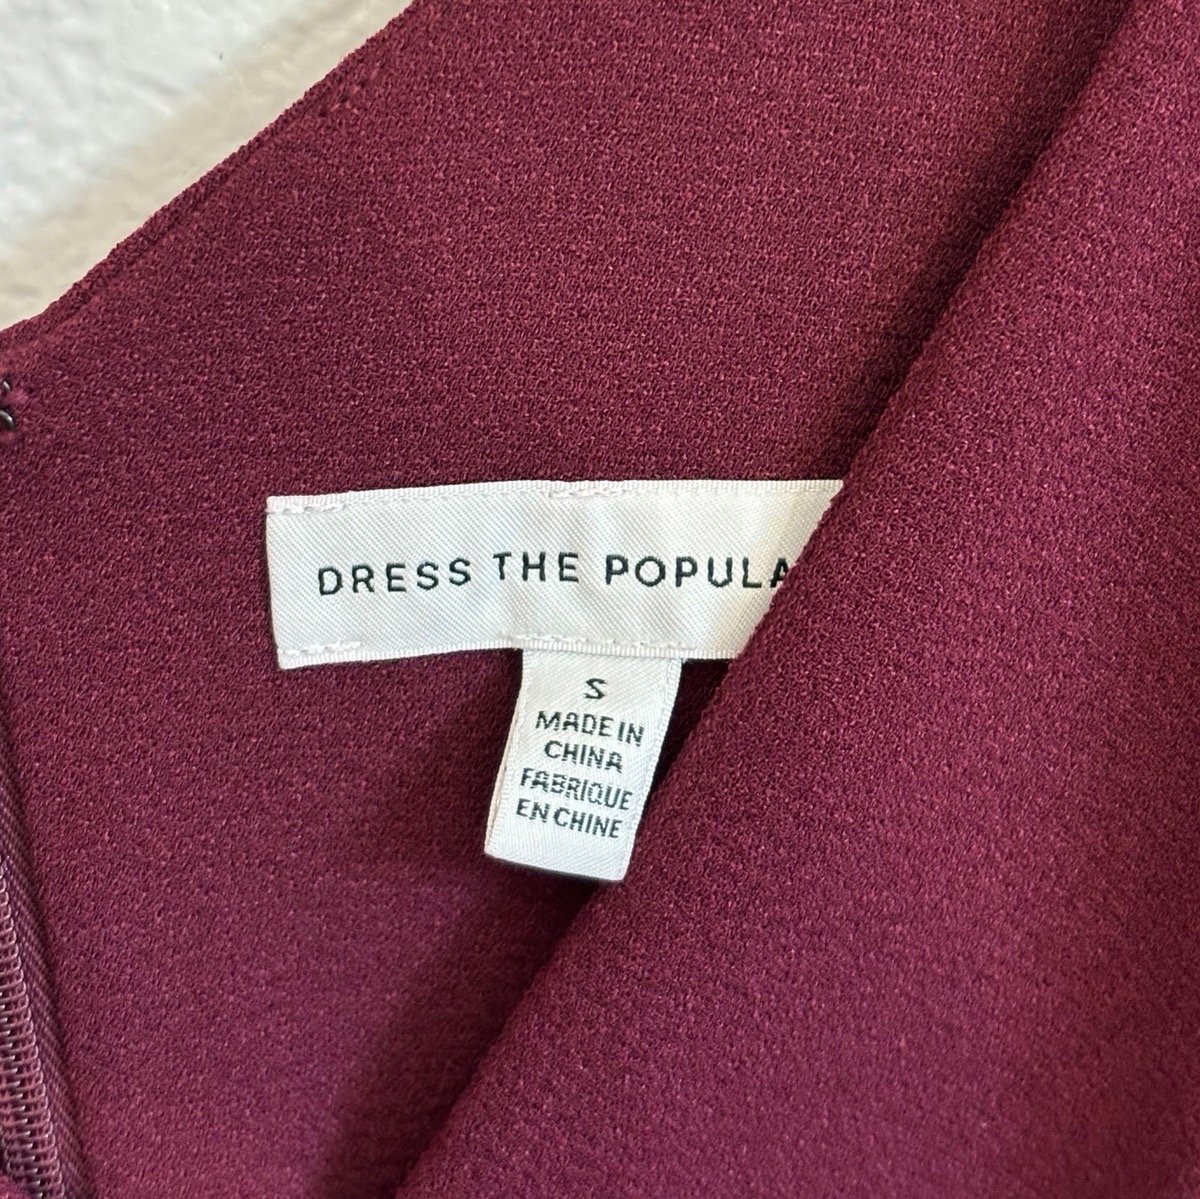 DRESS THE POPULA
S
MADE IN
CHINA
FABRIQUE
EN CHINE